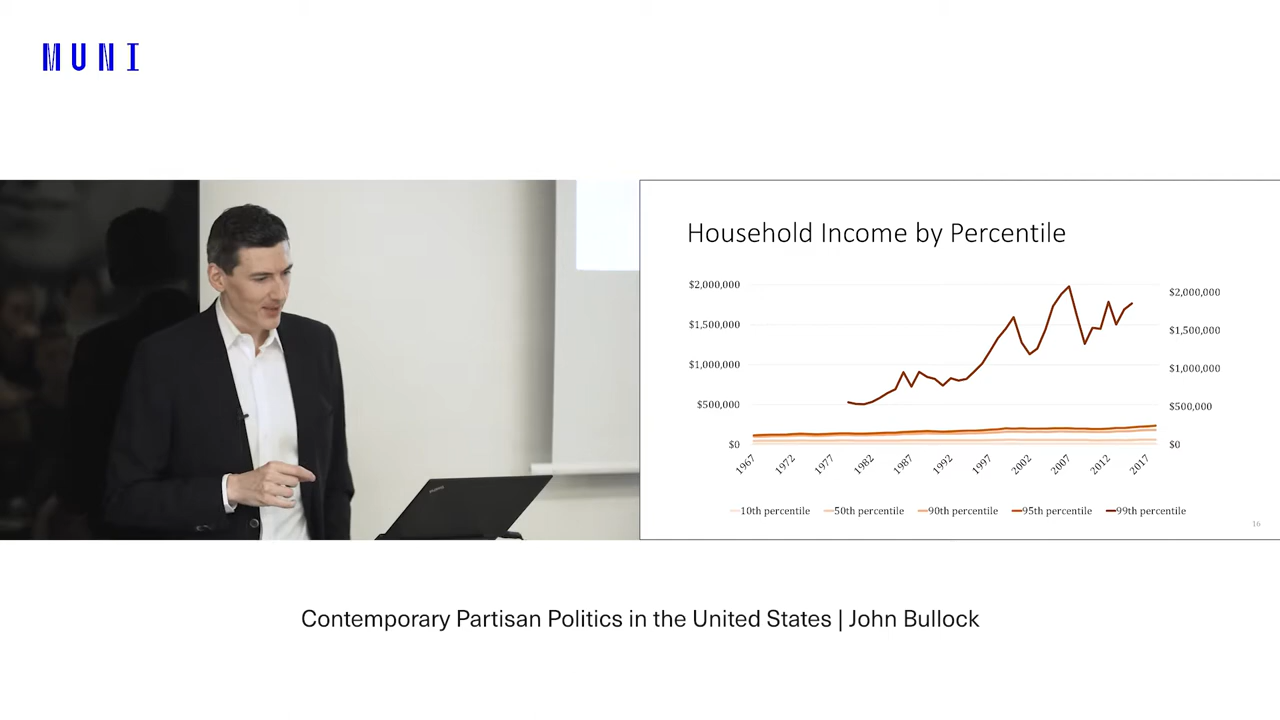 MUNI
Household Income by Percentile
$2,000,000
$1,500,000
$1,000,000
$500,000
$0
$2,000,000
$1,500,000
$1,000,000
$500,000
$0
1967 1972 1977 1982 1987 1992 1997 2002 2007 2012 2017
10th percentile 50th percentile 90th percentile 95th percentile 99th percentile
16
Contemporary Partisan Politics in the United States | John Bullock